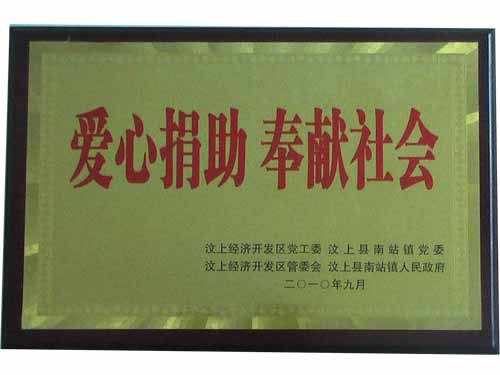 爱心捐助 奉献社会
汶上经济开发区党工委 汶上县南站镇党委
汶上经济开发区管委会 汶上县南站镇人民政府
二〇一〇年九月